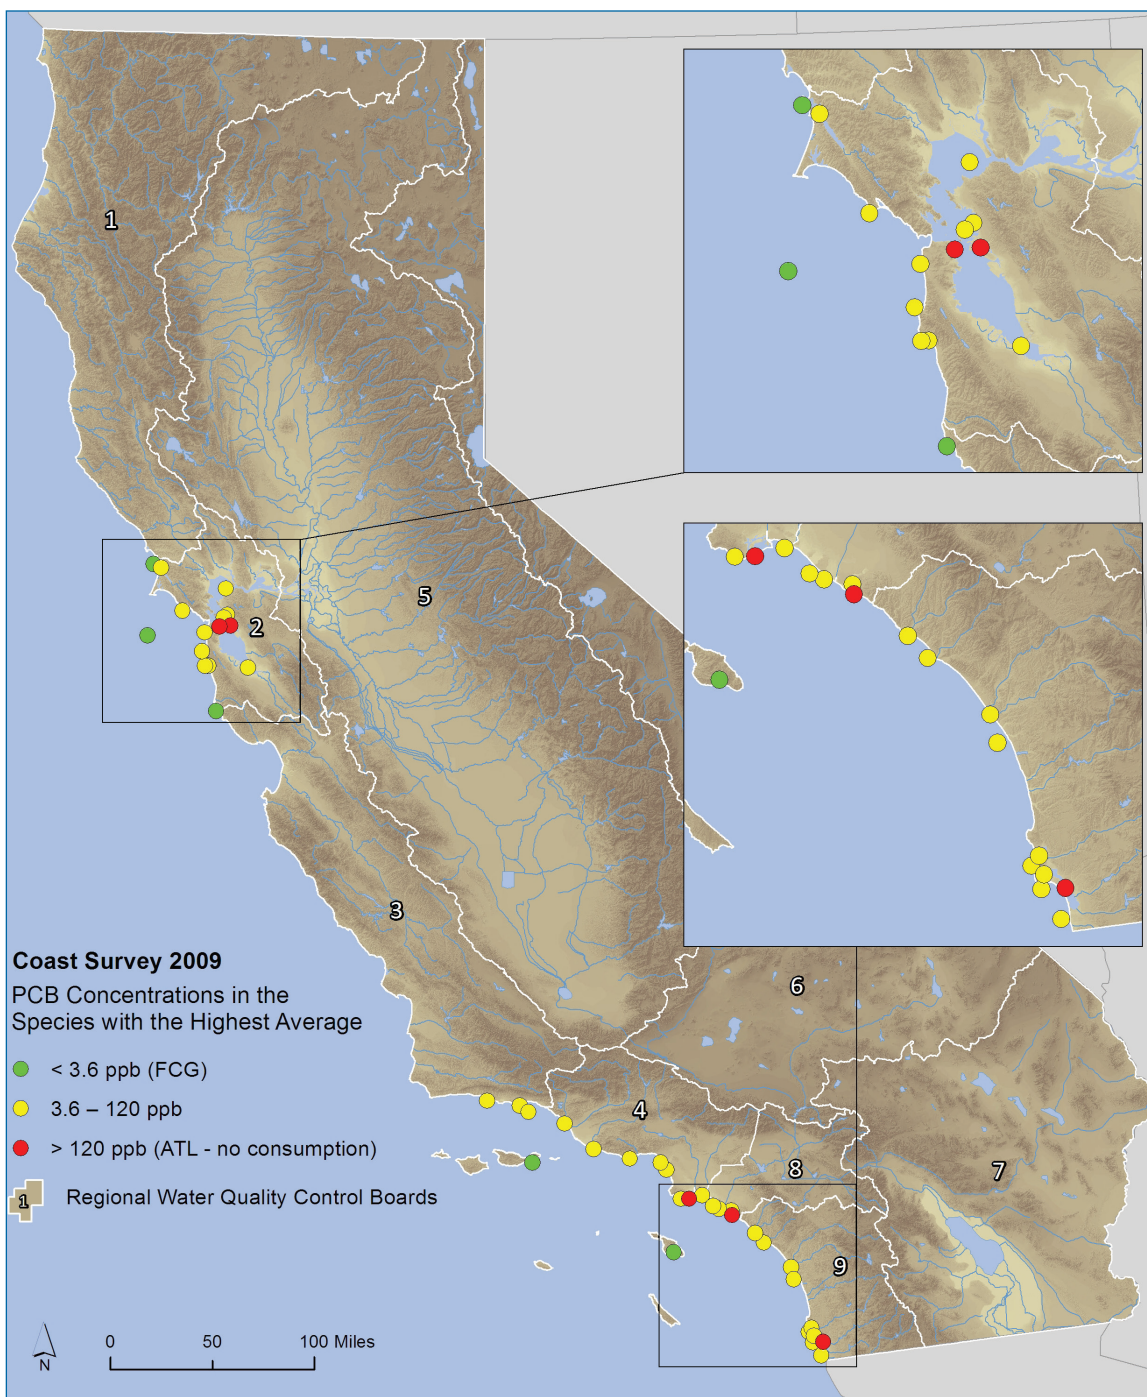 1
2
5
3
6
4
8
7
9
Coast Survey 2009
PCB Concentrations in the
Species with the Highest Average
< 3.6 ppb (FCG)
3.6 – 120 ppb
> 120 ppb (ATL - no consumption)
1 Regional Water Quality Control Boards
N
0 50 100 Miles